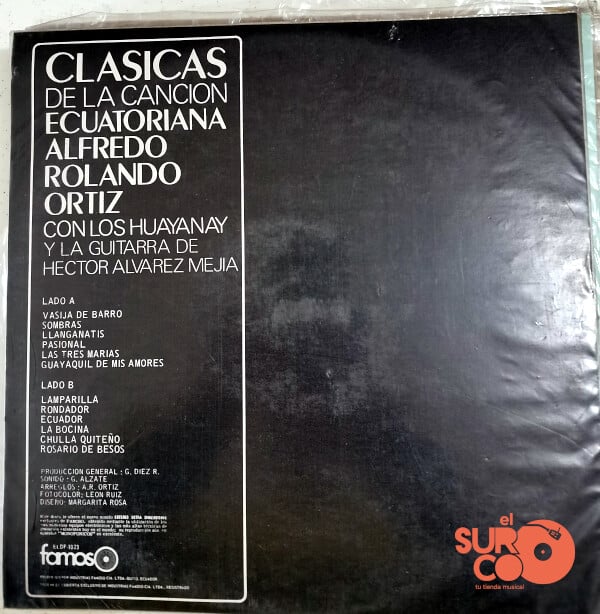 CLASICAS
DE LA CANCION
ECUATORIANA
ALFREDO
ROLANDO
ORTIZ
CON LOS HUAYANAY
Y LA GUITARRA DE
HECTOR ALVAREZ MEJIA
LADO A
VASIJA DE BARRO
SOMBRAS
LLANGANATIS
PASIONAL
LAS TRES MARIAS
GUAYAQUIL DE MIS AMORES
LADO B
LAMPARILLA
RONDADOR
ECUADOR
LA BOCINA
CHULLA QUITEÑO
ROSARIO DE BESOS
PRODUCCION GENERAL : G. DIEZ R.
SONIDO : G. ALZATE
ARREGLOS : A.R. ORTIZ
FOTOCOLOR: LEON RUIZ
DISEÑO: MARGARITA ROSA
famoso
el
SURCO
tu tienda musical